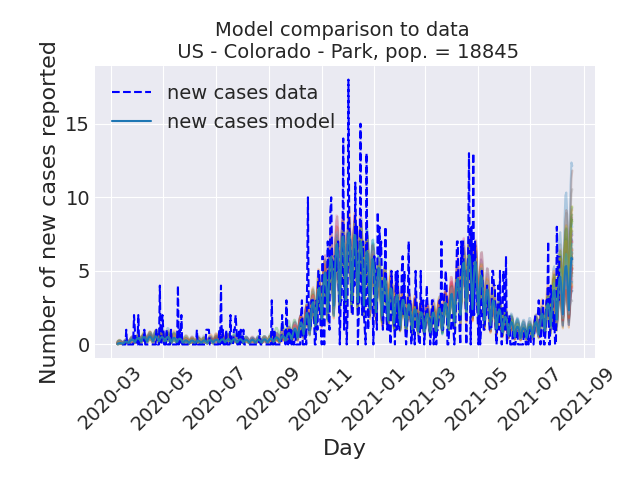 Model comparison to data
US - Colorado - Park, pop. = 18845
Number of new cases reported
new cases data
new cases model
15
10
5
0
2020-03
2020-05
2020-07
2020-09
2020-11
2021-01
2021-03
2021-05
2021-07
2021-09
Day